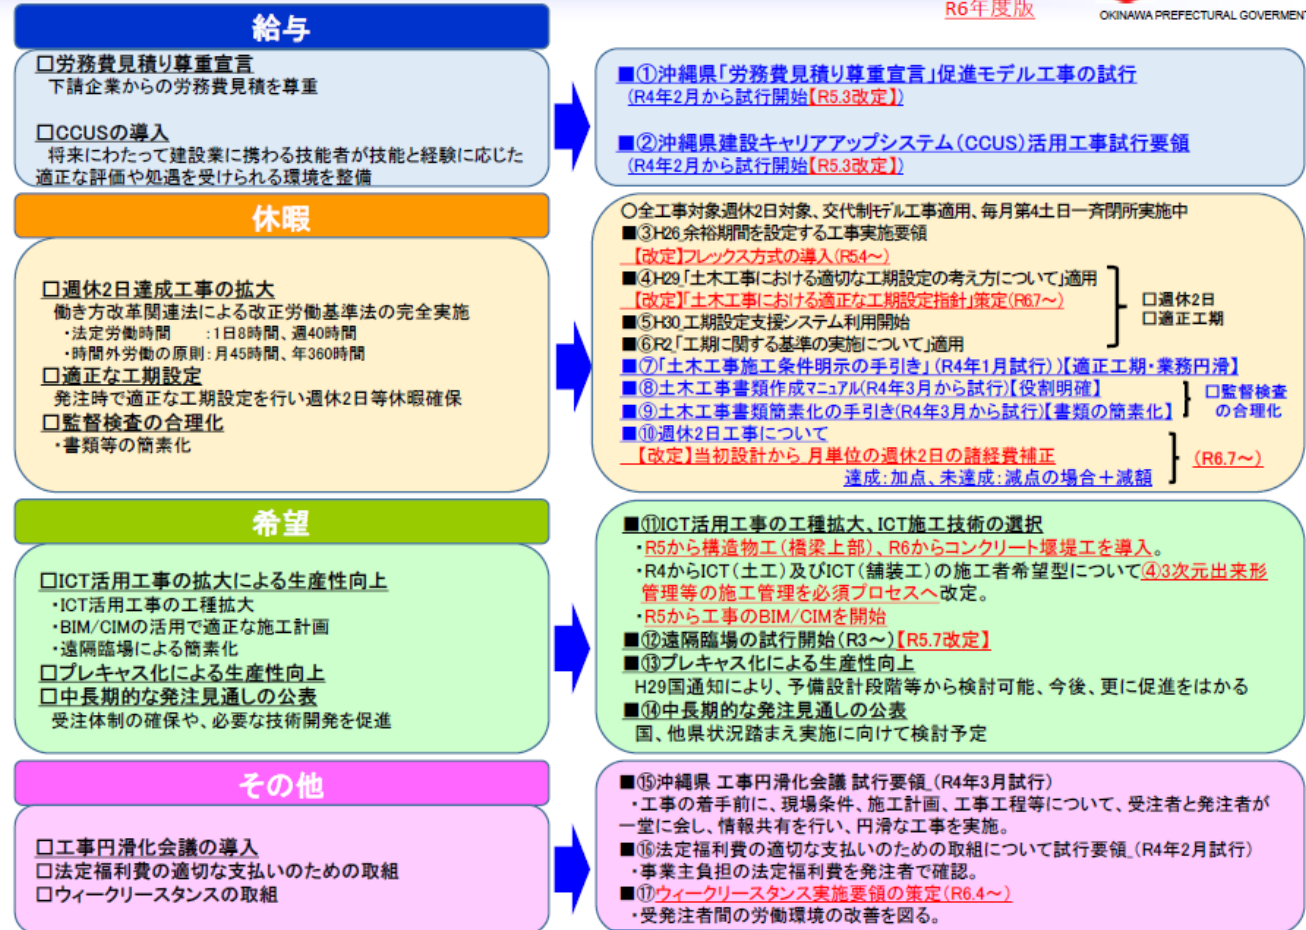 R6年度版
OKINAWA PREFECTURAL GOVERMENT
給与
□労務費見積り尊重宣言
下請企業からの労務費見積を尊重
□CCUSの導入
将来にわたって建設業に携わる技能者が技能と経験に応じた
適正な評価や処遇を受けられる環境を整備
■①沖縄県「労務費見積り尊重宣言」促進モデル工事の試行
(R4年2月から試行開始【R5.3改定】)
■②沖縄県建設キャリアアップシステム(CCUS)活用工事試行要領
(R4年2月から試行開始【R5.3改定】)
休暇
□週休2日達成工事の拡大
働き方改革関連法による改正労働基準法の完全実施
・法定労働時間　:1日8時間、週40時間
・時間外労働の原則:月45時間、年360時間
□適正な工期設定
発注時で適正な工期設定を行い週休2日等休暇確保
□監督検査の合理化
・書類等の簡素化
○全工事対象週休2日対象、交代制モデル工事適用、毎月第4土日一斉閉所実施中
■③H26_余裕期間を設定する工事実施要領
【改定】フレックス方式の導入(R5.4～)
■④H29_「土木工事における適切な工期設定の考え方について」適用
【改定】「土木工事における適正な工期設定指針」策定(R6.7～)
■⑤H30_工期設定支援システム利用開始
■⑥R2_「工期に関する基準の実施について」適用
□週休2日
□適正工期
■⑦「土木工事施工条件明示の手引き」(R4年1月試行))【適正工期・業務円滑】
■⑧土木工事書類作成マニュアル(R4年3月から試行)【役割明確】
■⑨土木工事書類簡素化の手引き(R4年3月から試行)【書類の簡素化】
□監督検査
の合理化
■⑩週休2日工事について
【改定】当初設計から 月単位の週休2日の諸経費補正
達成:加点、未達成:減点の場合＋減額
(R6.7～)
希望
□ICT活用工事の拡大による生産性向上
・ICT活用工事の工種拡大
・BIM/CIMの活用で適正な施工計画
・遠隔臨場による簡素化
□プレキャス化による生産性向上
□中長期的な発注見通しの公表
受注体制の確保や、必要な技術開発を促進
■⑪ICT活用工事の工種拡大、ICT施工技術の選択
・R5から構造物工(橋梁上部)、R6からコンクリート堰堤工を導入。
・R4からICT(土工)及びICT(舗装工)の施工者希望型について④3次元出来形
管理等の施工管理を必須プロセスへ改定。
・R5から工事のBIM/CIMを開始
■⑫遠隔臨場の試行開始(R3～)【R5.7改定】
■⑬プレキャス化による生産性向上
H29国通知により、予備設計段階等から検討可能、今後、更に促進をはかる
■⑭中長期的な発注見通しの公表
国、他県状況踏まえ実施に向けて検討予定
その他
□工事円滑化会議の導入
□法定福利費の適切な支払いのための取組
□ウィークリースタンスの取組
■⑮沖縄県 工事円滑化会議 試行要領_(R4年3月試行)
・工事の着手前に、現場条件、施工計画、工事工程等について、受注者と発注者が
一堂に会し、情報共有を行い、円滑な工事を実施。
■⑯法定福利費の適切な支払いのための取組について試行要領_(R4年2月試行)
・事業主負担の法定福利費を発注者で確認。
■⑰ウィークリースタンス実施要領の策定(R6.4～)
・受発注者間の労働環境の改善を図る。